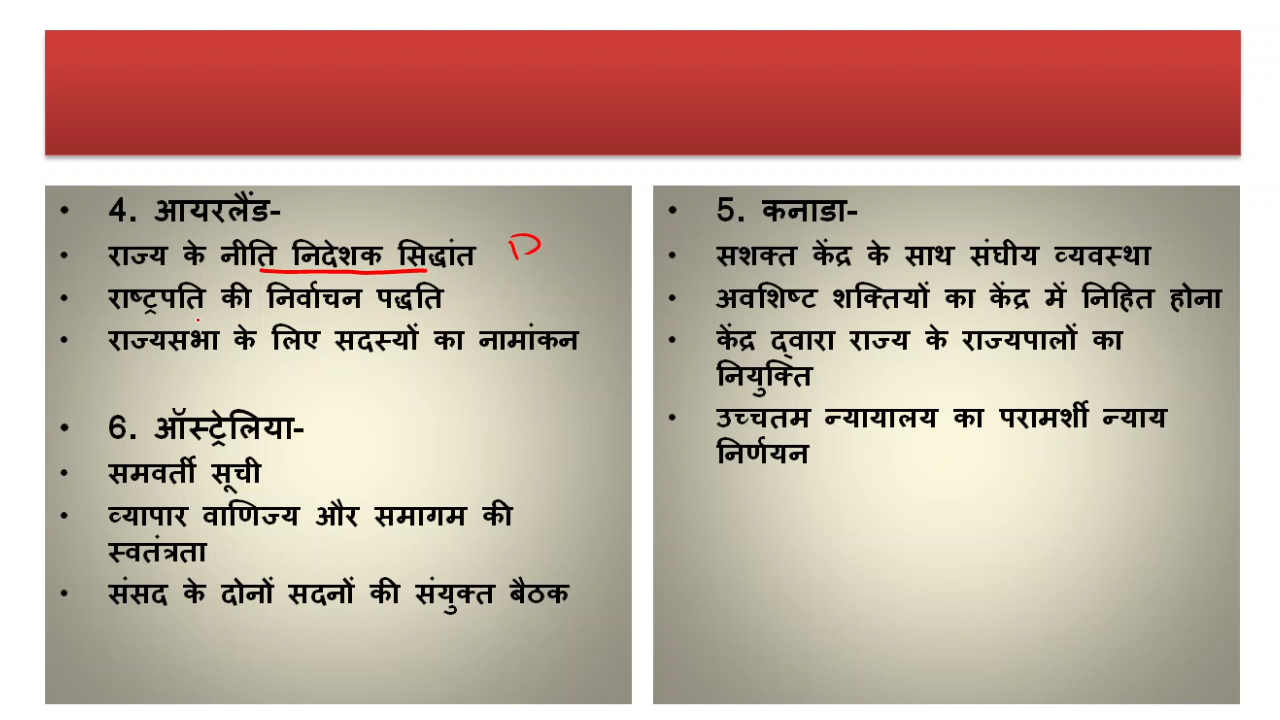 • 4. आयरलैंड-
• राज्य के नीति निदेशक सिद्धांत D
• राष्ट्रपति की निर्वाचन पद्धति
• राज्यसभा के लिए सदस्यों का नामांकन
• 6. ऑस्ट्रेलिया-
• समवर्ती सूची
• व्यापार वाणिज्य और समागम की
स्वतंत्रता
• संसद के दोनों सदनों की संयुक्त बैठक
• 5. कनाडा-
• सशक्त केंद्र के साथ संघीय व्यवस्था
• अवशिष्ट शक्तियों का केंद्र में निहित होना
• केंद्र द्वारा राज्य के राज्यपालों का
नियुक्ति
• उच्चतम न्यायालय का परामर्शी न्याय
निर्णयन